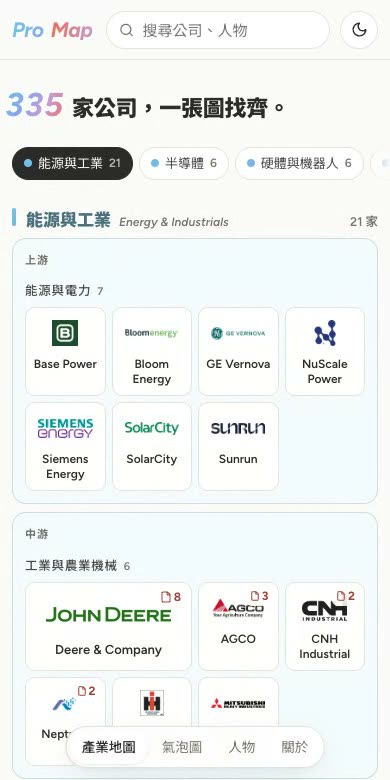 Pro Map
搜尋公司、人物
335 家公司，一張圖找齊。
能源與工業 21
半導體 6
硬體與機器人 6
能源與工業 Energy & Industrials
21 家
上游
能源與電力 7
Bloomenergy
GE VERNOVA
Base Power
Bloom
Energy
GE Vernova
NuScale
Power
SIEMENS
energy
SolarCity
SUNRUN
Siemens
Energy
SolarCity
Sunrun
中游
工業與農業機械 6
8
JOHN DEERE
Deere & Company
3
AGCO
Your Agriculture Company
AGCO
2
CNH
INDUSTRIAL
CNH
Industrial
2
MITSUBISHI
HEAVY INDUSTRIES
產業地圖
氣泡圖
人物
關於